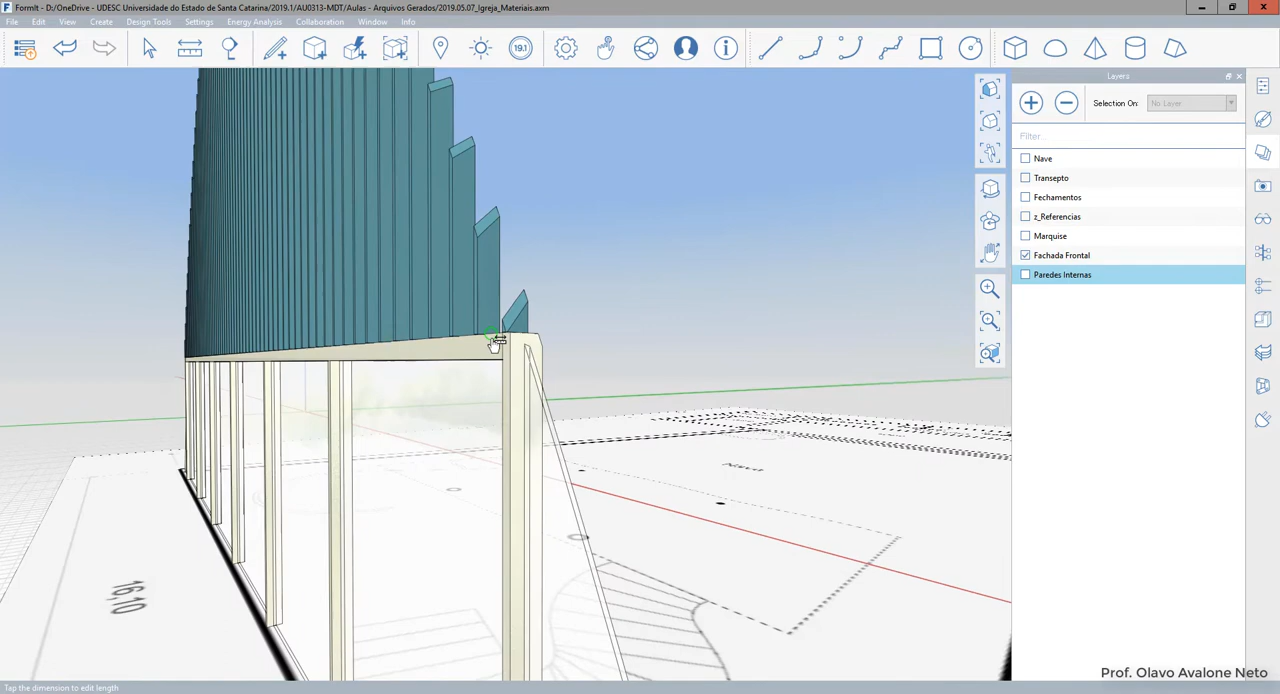 FormIt - D:/OneDrive - UDESC Universidade do Estado de Santa Catarina/2019.1/AU0313-MDT/Aulas - Arquivos Gerados/2019.05.07_Igreja_Materiais.axm
File Edit View Create Design Tools Settings Energy Analysis Collaboration Window Info
19.1
Layers
Selection On: No Layer
Filter...
Nave
Transepto
Fechamentos
z_Referencias
Marquise
Fachada Frontal
Paredes Internas
16,10
Prof. Olavo Avalone Neto
Tap the dimension to edit length